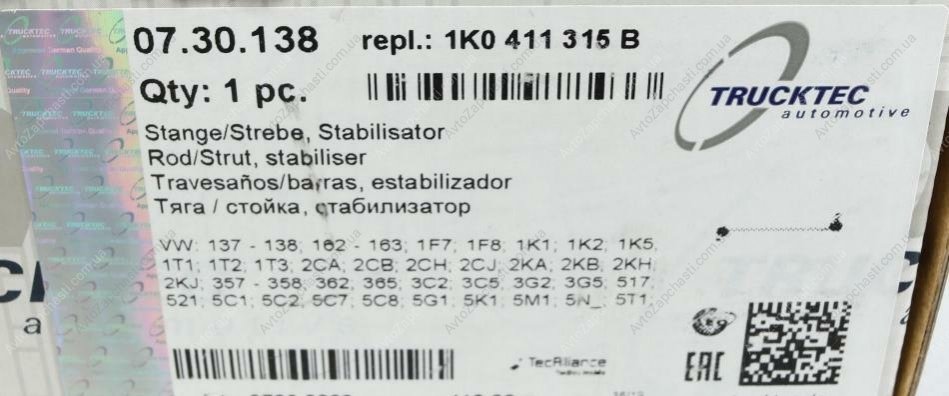 07.30.138 repl.: 1K0 411 315 B
Qty: 1 pc.
TRUCKTEC
automotive
Stange/Strebe, Stabilisator
Rod/Strut, stabiliser
Travesaños/barras, estabilizador
Тяга / стойка, стабилизатор
VW: 137 - 138; 162 - 163; 1F7; 1F8; 1K1; 1K2; 1K5;
1T1; 1T2; 1T3; 2CA; 2CB; 2CH; 2CJ; 2KA; 2KB; 2KH;
2KJ; 357 - 358; 362; 365; 3C2; 3C5; 3G2; 3G5; 517;
521; 5C1; 5C2; 5C7; 5C8; 5G1; 5K1; 5M1; 5N_; 5T1;
TecAlliance
EAC